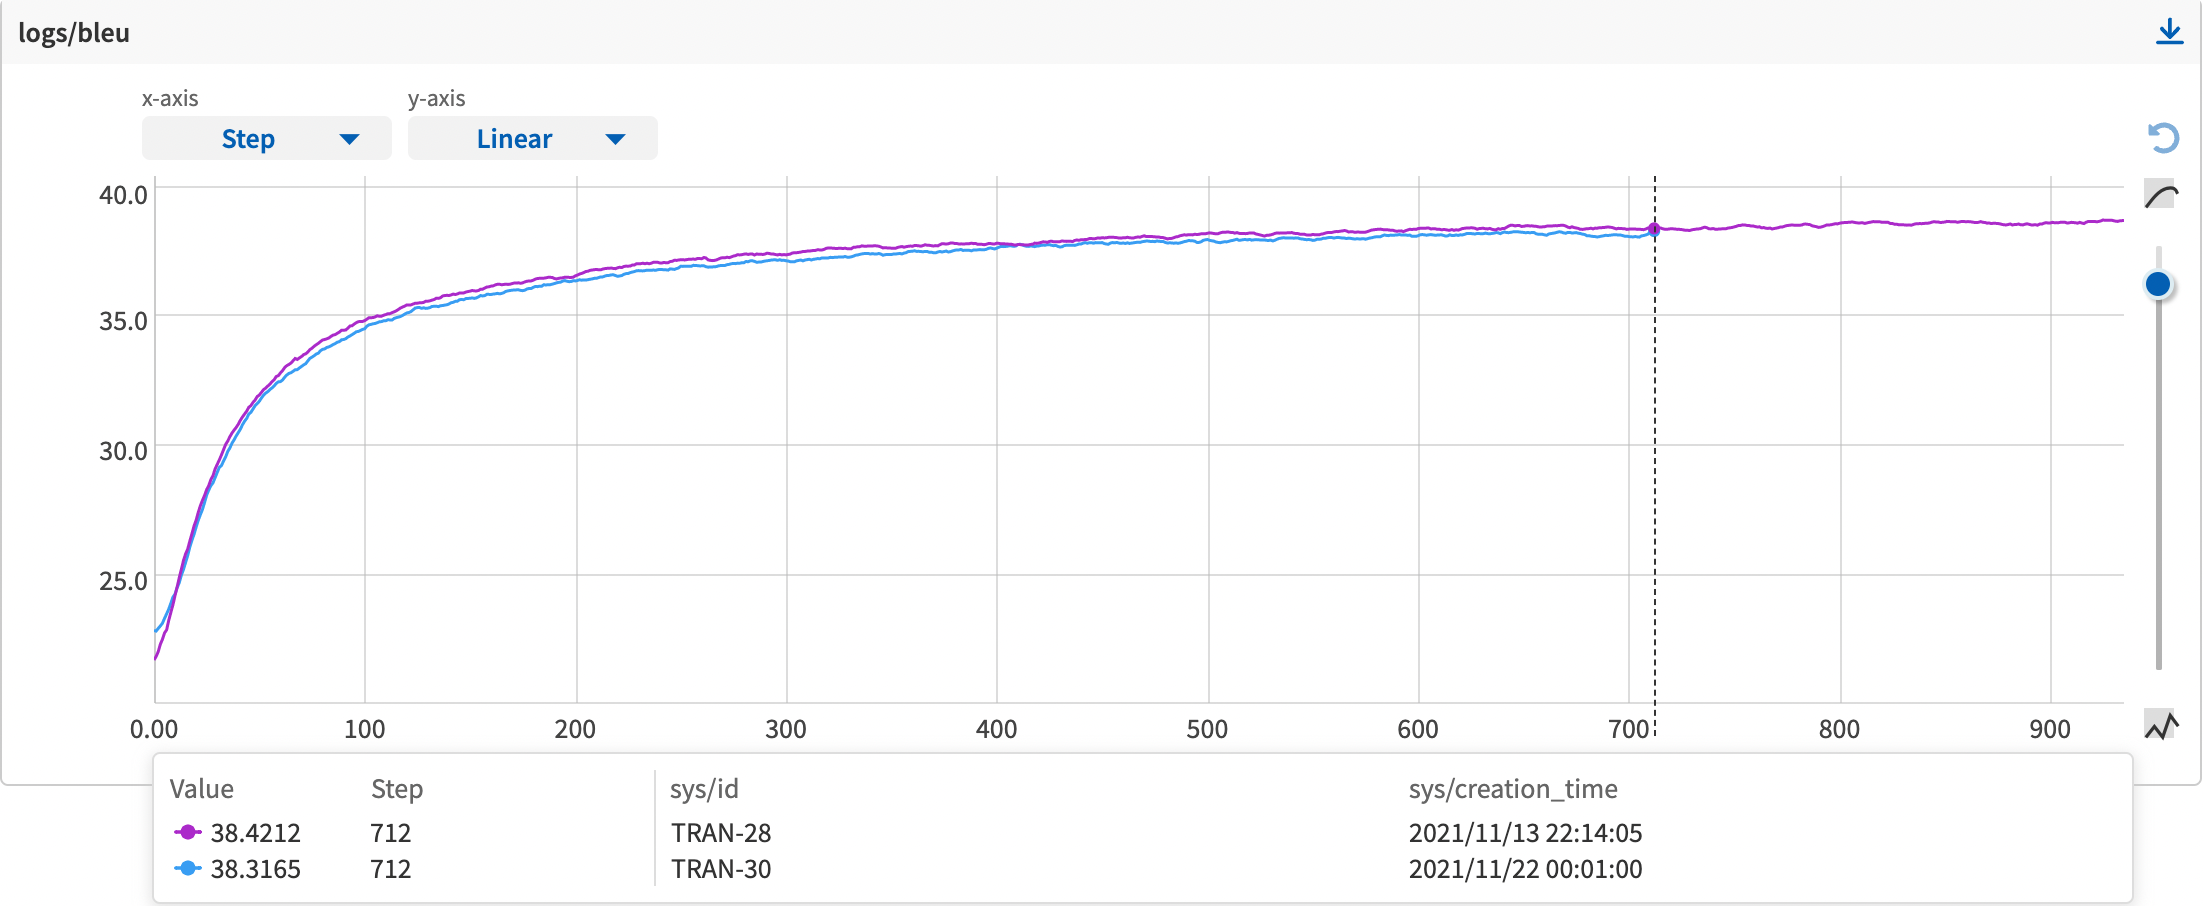 logs/bleu
x-axis y-axis
Step Linear
40.0
35.0
30.0
25.0
0.00 100 200 300 400 500 600 700 800 900
Value Step sys/id sys/creation_time
38.4212 712 TRAN-28 2021/11/13 22:14:05
38.3165 712 TRAN-30 2021/11/22 00:01:00